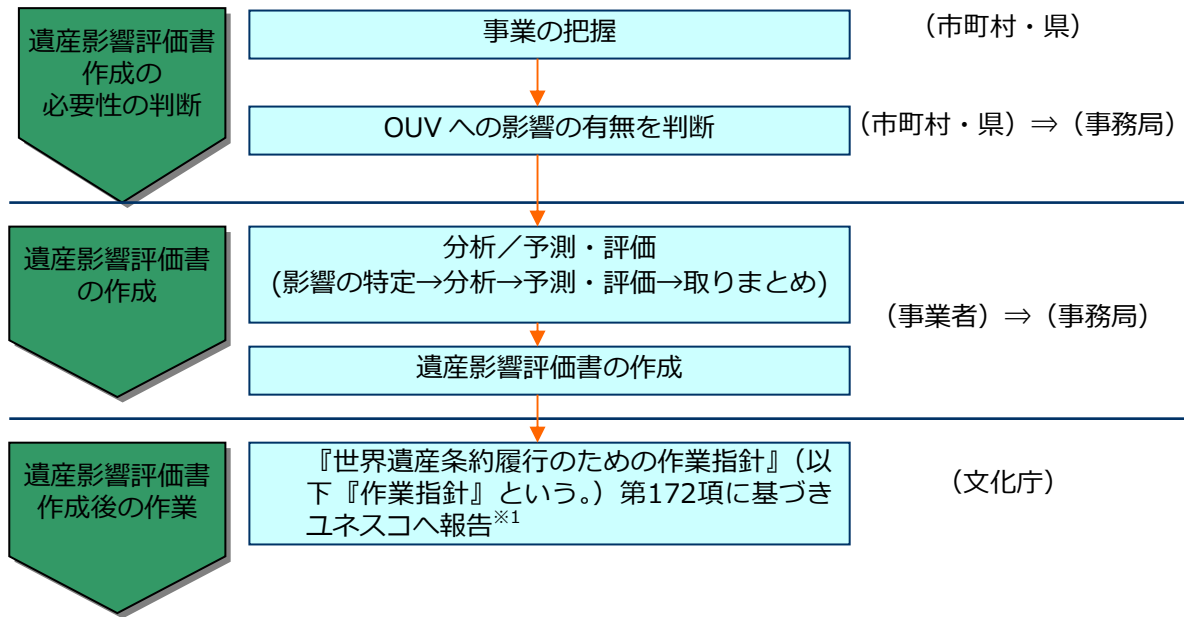 遺産影響評価書
作成の
必要性の判断
事業の把握
（市町村・県）
OUV への影響の有無を判断
（市町村・県）⇒（事務局）
遺産影響評価書
の作成
分析／予測・評価
(影響の特定→分析→予測・評価→取りまとめ)
（事業者）⇒（事務局）
遺産影響評価書の作成
遺産影響評価書
作成後の作業
『世界遺産条約履行のための作業指針』（以
下『作業指針』という。）第172項に基づき
ユネスコへ報告※1
（文化庁）